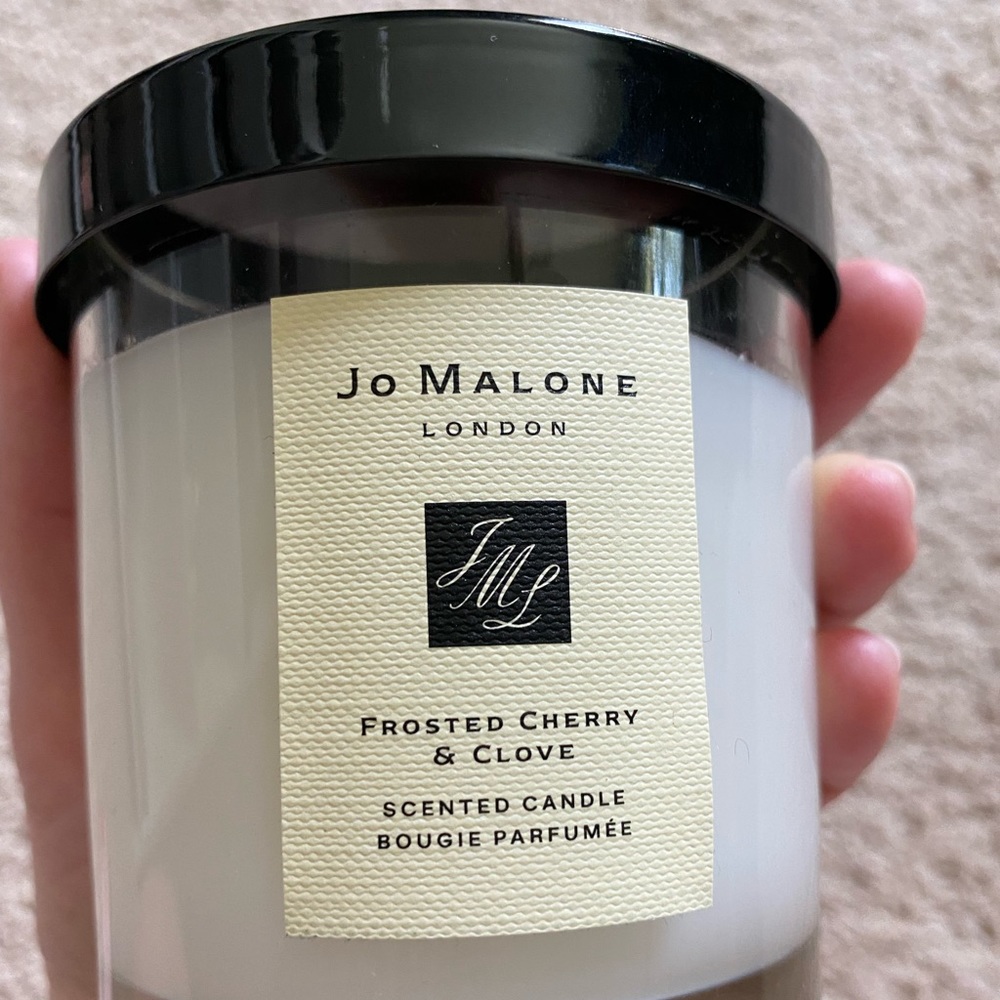 JO MALONE
LONDON
JML
FROSTED CHERRY
& CLOVE
SCENTED CANDLE
BOUGIE PARFUMÉE